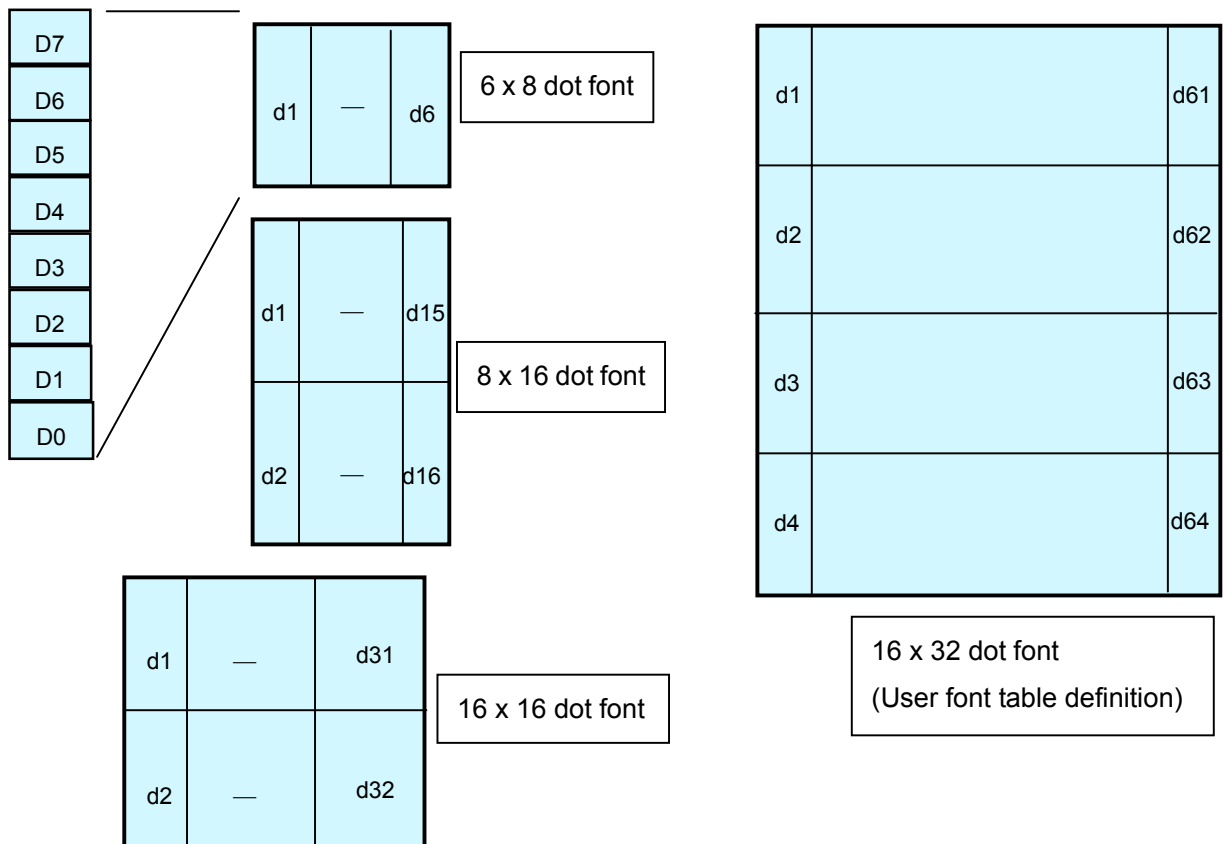 D7
D6
D5
D4
D3
D2
D1
D0
d1 — d6
6 x 8 dot font
d1 — d15
d2 — d16
8 x 16 dot font
d1 — d31
d2 — d32
16 x 16 dot font
d1 d61
d2 d62
d3 d63
d4 d64
16 x 32 dot font
(User font table definition)